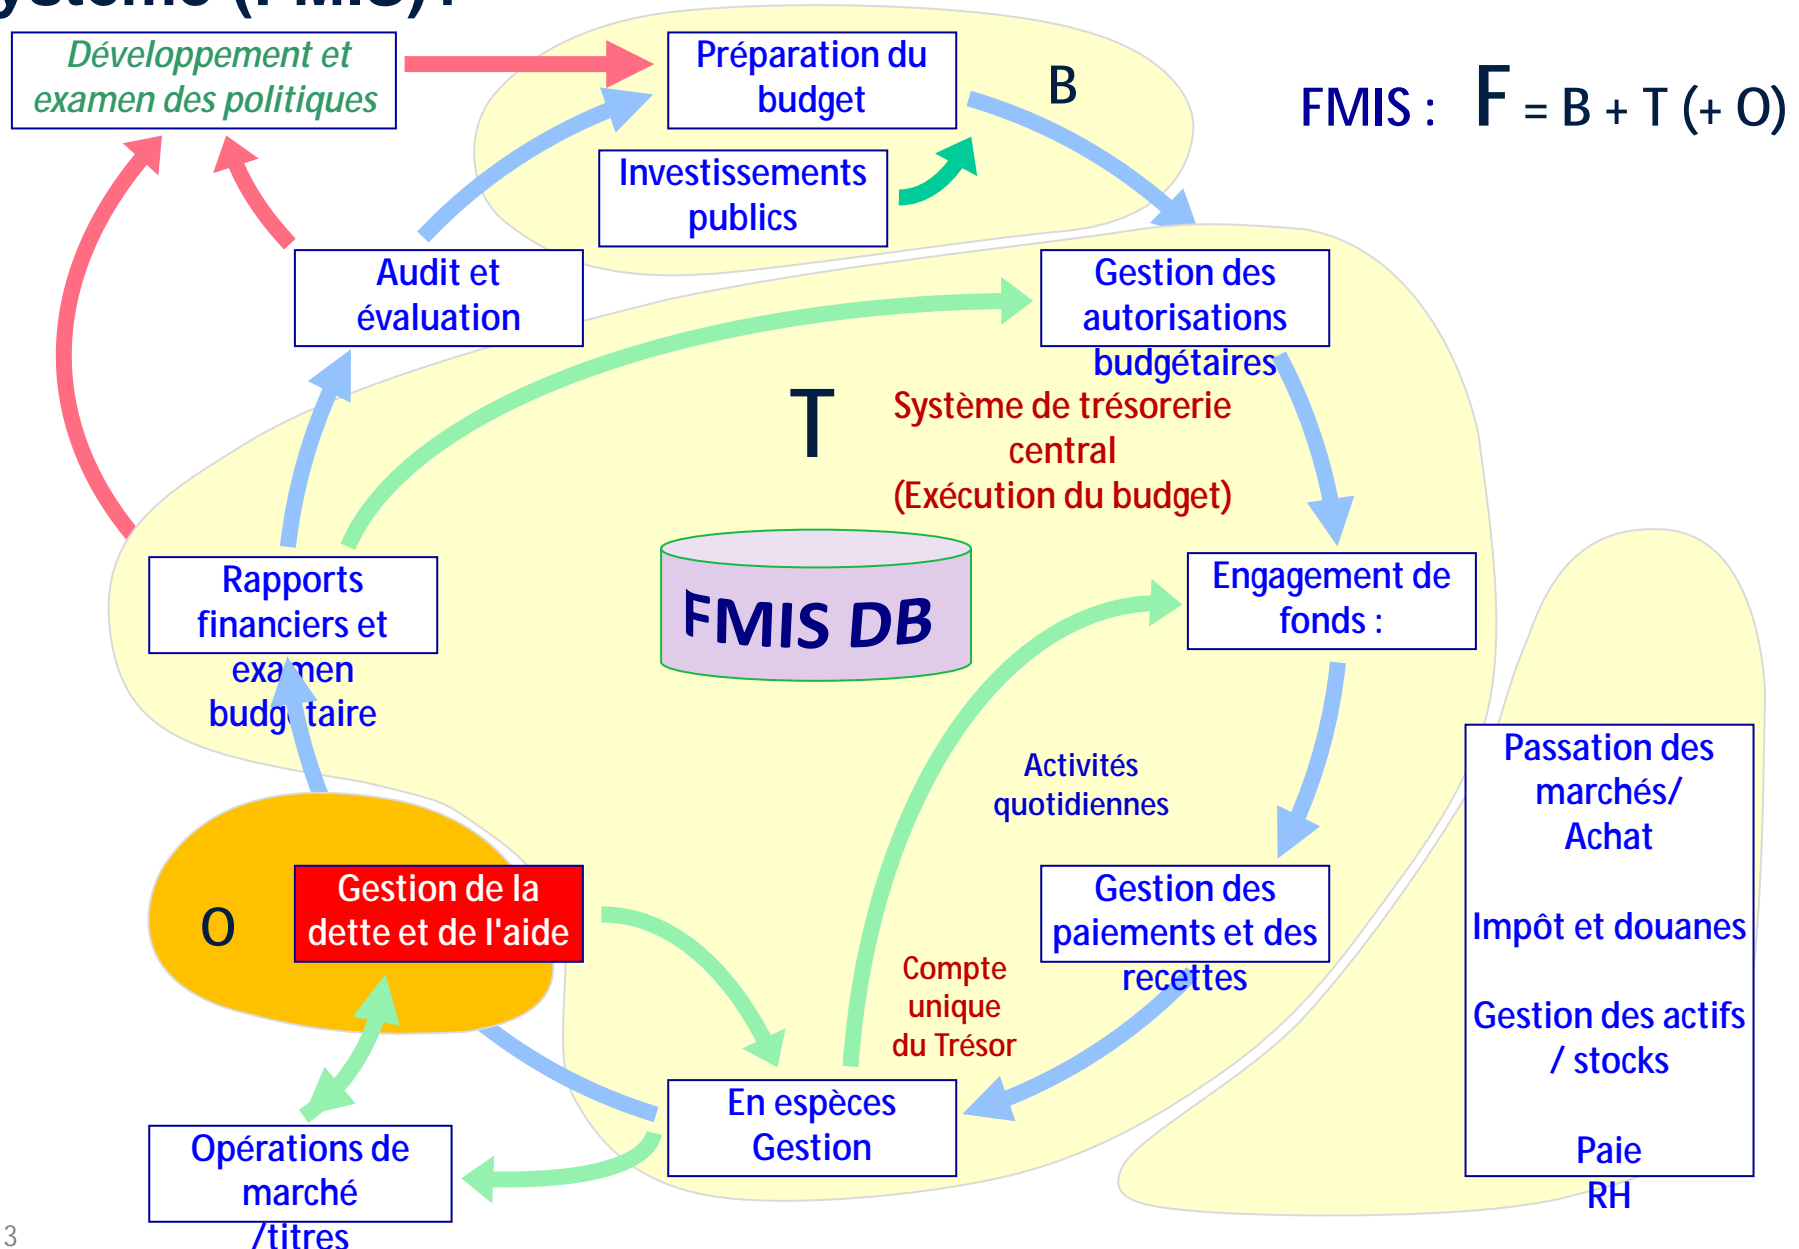 Développement et
examen des politiques
Préparation du
budget
B
FMIS : F = B + T (+ O)
Investissements
publics
Audit et
évaluation
Gestion des
autorisations
budgétaires
T
Système de trésorerie
central
(Exécution du budget)
FMIS DB
Rapports
financiers et
examen
budgétaire
Engagement de
fonds :
Activités
quotidiennes
Passation des
marchés/
Achat
Impôt et douanes
Gestion des actifs
/ stocks
Paie
RH
O
Gestion de la
dette et de l'aide
Gestion des
paiements et des
recettes
Compte
unique
du Trésor
En espèces
Gestion
Opérations de
marché
/titres
3